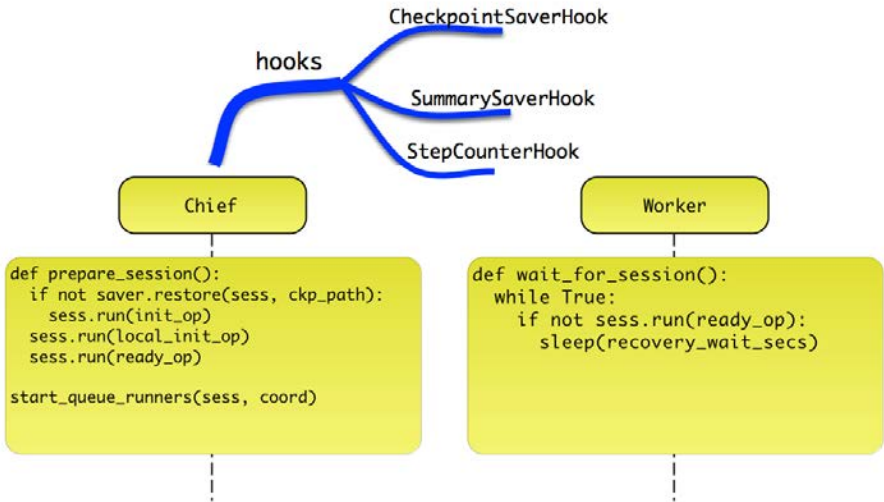 CheckpointSaverHook
hooks
SummarySaverHook
StepCounterHook
Chief
Worker
def prepare_session():
  if not saver.restore(sess, ckp_path):
    sess.run(init_op)
  sess.run(local_init_op)
  sess.run(ready_op)
start_queue_runners(sess, coord)
def wait_for_session():
  while True:
    if not sess.run(ready_op):
      sleep(recovery_wait_secs)